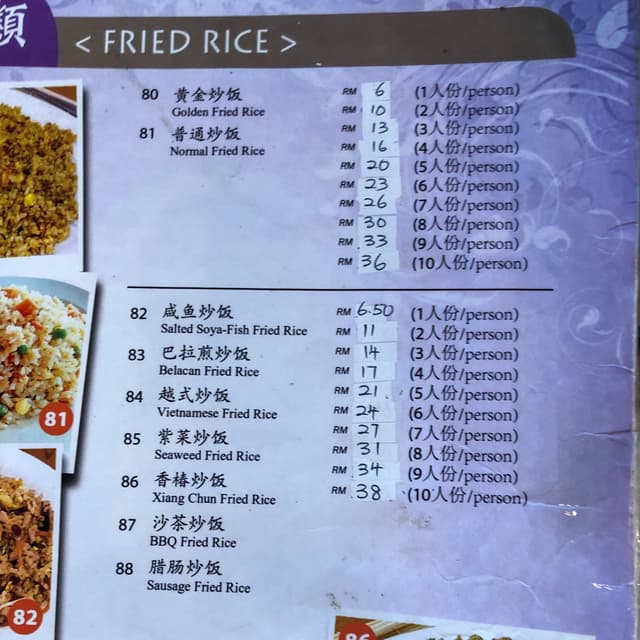 類
< FRIED RICE >
80 黄金炒饭 RM 6 (1人份/person)
Golden Fried Rice RM 10 (2人份/person)
81 普通炒饭 RM 13 (3人份/person)
Normal Fried Rice RM 16 (4人份/person)
RM 20 (5人份/person)
RM 23 (6人份/person)
RM 26 (7人份/person)
RM 30 (8人份/person)
RM 33 (9人份/person)
RM 36 (10人份/person)
82 咸鱼炒饭 RM 6.50 (1人份/person)
Salted Soya-Fish Fried Rice RM 11 (2人份/person)
83 巴拉煎炒饭 RM 14 (3人份/person)
Belacan Fried Rice RM 17 (4人份/person)
84 越式炒饭 RM 21 (5人份/person)
Vietnamese Fried Rice RM 24 (6人份/person)
85 紫菜炒饭 RM 27 (7人份/person)
Seaweed Fried Rice RM 31 (8人份/person)
86 香椿炒饭 RM 34 (9人份/person)
Xiang Chun Fried Rice RM 38 (10人份/person)
87 沙茶炒饭
BBQ Fried Rice
88 腊肠炒饭
Sausage Fried Rice
81
82
86